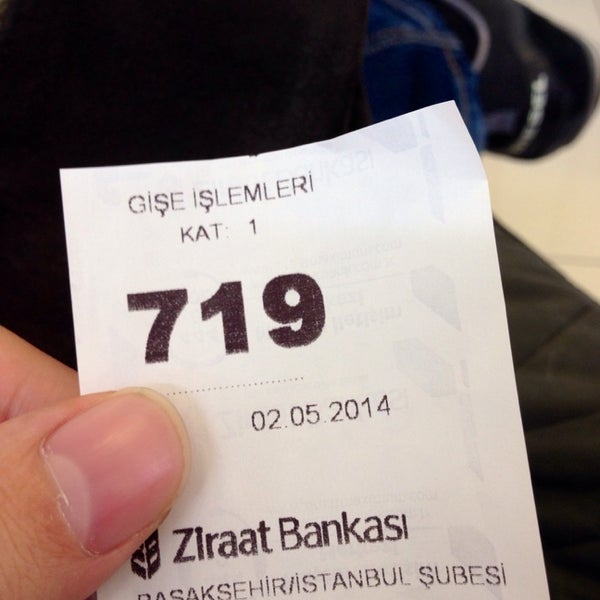 GİŞE İŞLEMLERİ
KAT: 1
719
02.05.2014
Ziraat Bankası
BAŞAKŞEHİR/İSTANBUL ŞUBESİ